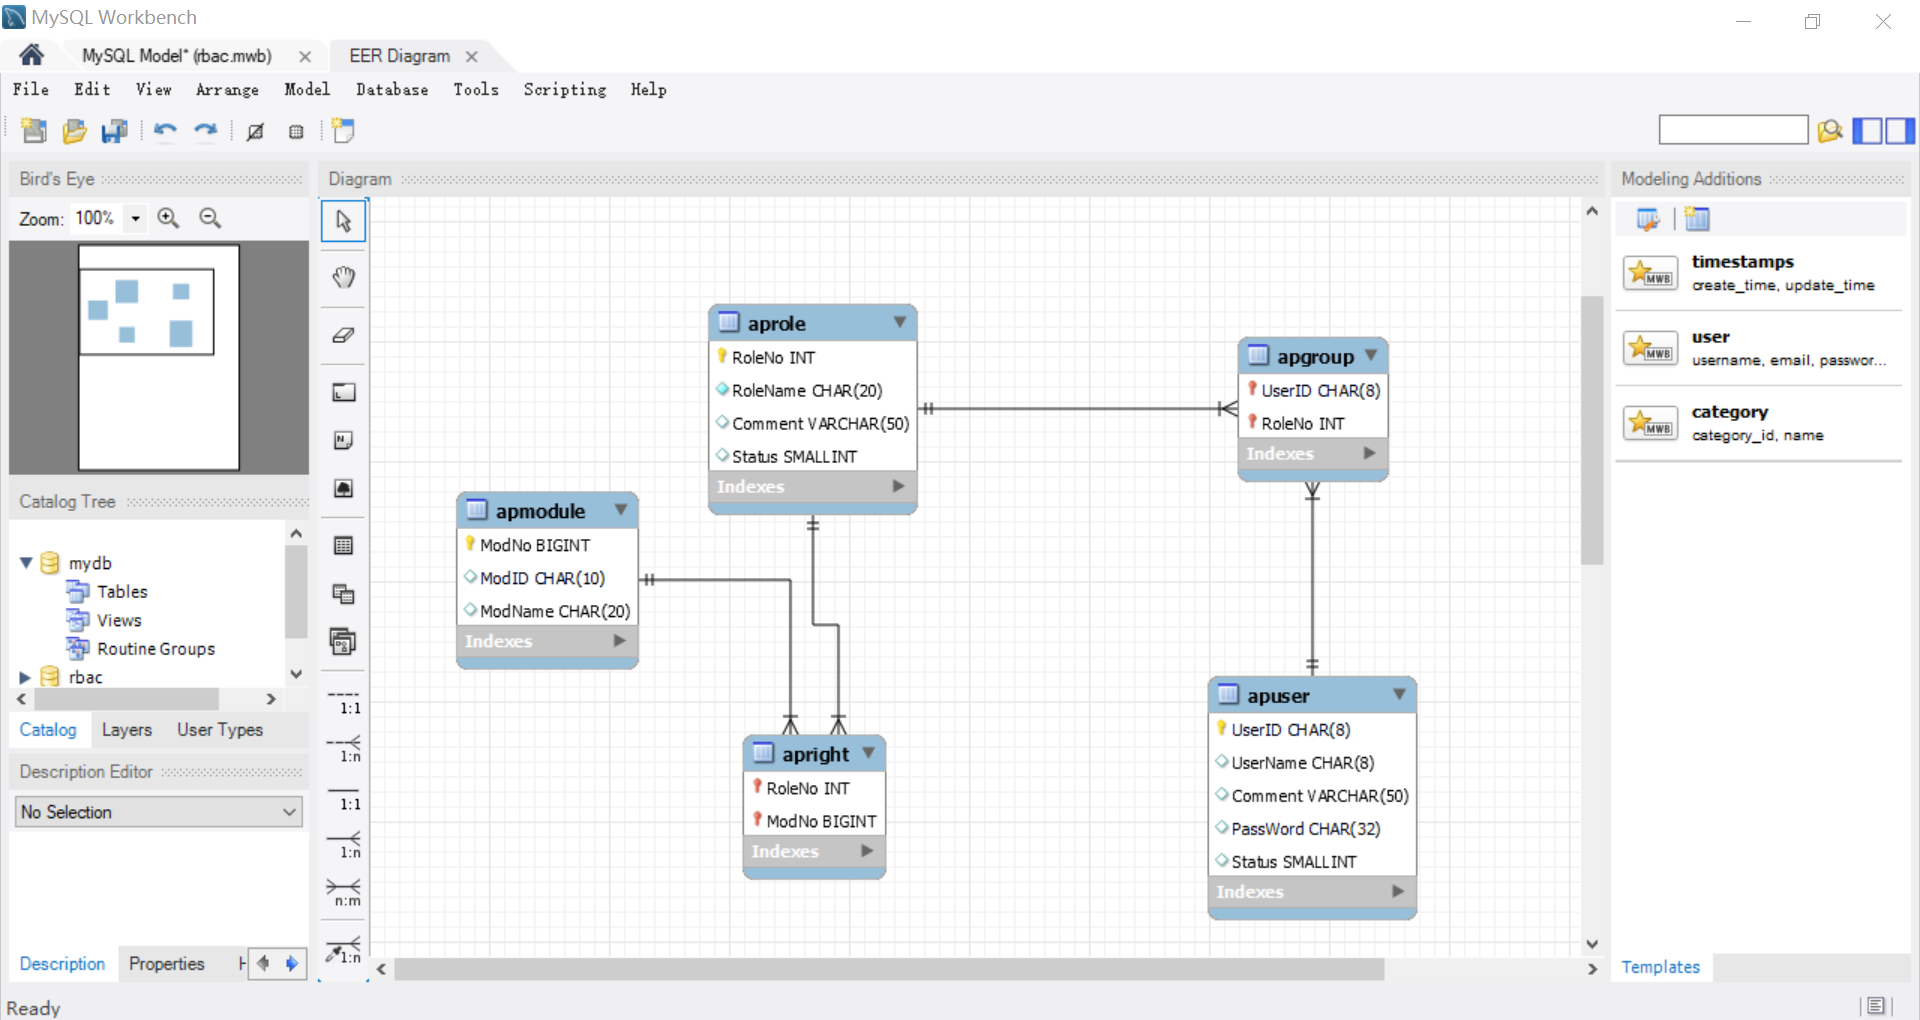 MySQL Workbench
MySQL Model* (rbac.mwb)
EER Diagram
File Edit View Arrange Model Database Tools Scripting Help
Bird's Eye
Zoom: 100%
Catalog Tree
mydb
Tables
Views
Routine Groups
rbac
Catalog Layers User Types
Description Editor
No Selection
Description Properties H
Ready
Diagram
1:1
1:n
1:1
1:n
n:m
1:n
aprole
RoleNo INT
RoleName CHAR(20)
Comment VARCHAR(50)
Status SMALLINT
Indexes
apgroup
UserID CHAR(8)
RoleNo INT
Indexes
apmodule
ModNo BIGINT
ModID CHAR(10)
ModName CHAR(20)
Indexes
apright
RoleNo INT
ModNo BIGINT
Indexes
apuser
UserID CHAR(8)
UserName CHAR(8)
Comment VARCHAR(50)
PassWord CHAR(32)
Status SMALLINT
Indexes
Modeling Additions
MWB
timestamps
create_time, update_time
MWB
user
username, email, passwor...
MWB
category
category_id, name
Templates